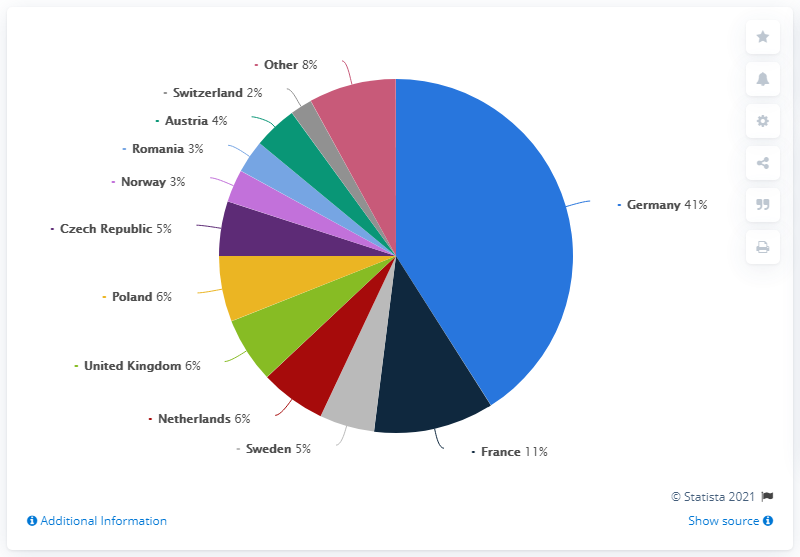 Other 8%
Switzerland 2%
Austria 4%
Romania 3%
Norway 3%
Germany 41%
Czech Republic 5%
Poland 6%
United Kingdom 6%
Netherlands 6%
Sweden 5%
France 11%
© Statista 2021
Additional Information
Show source